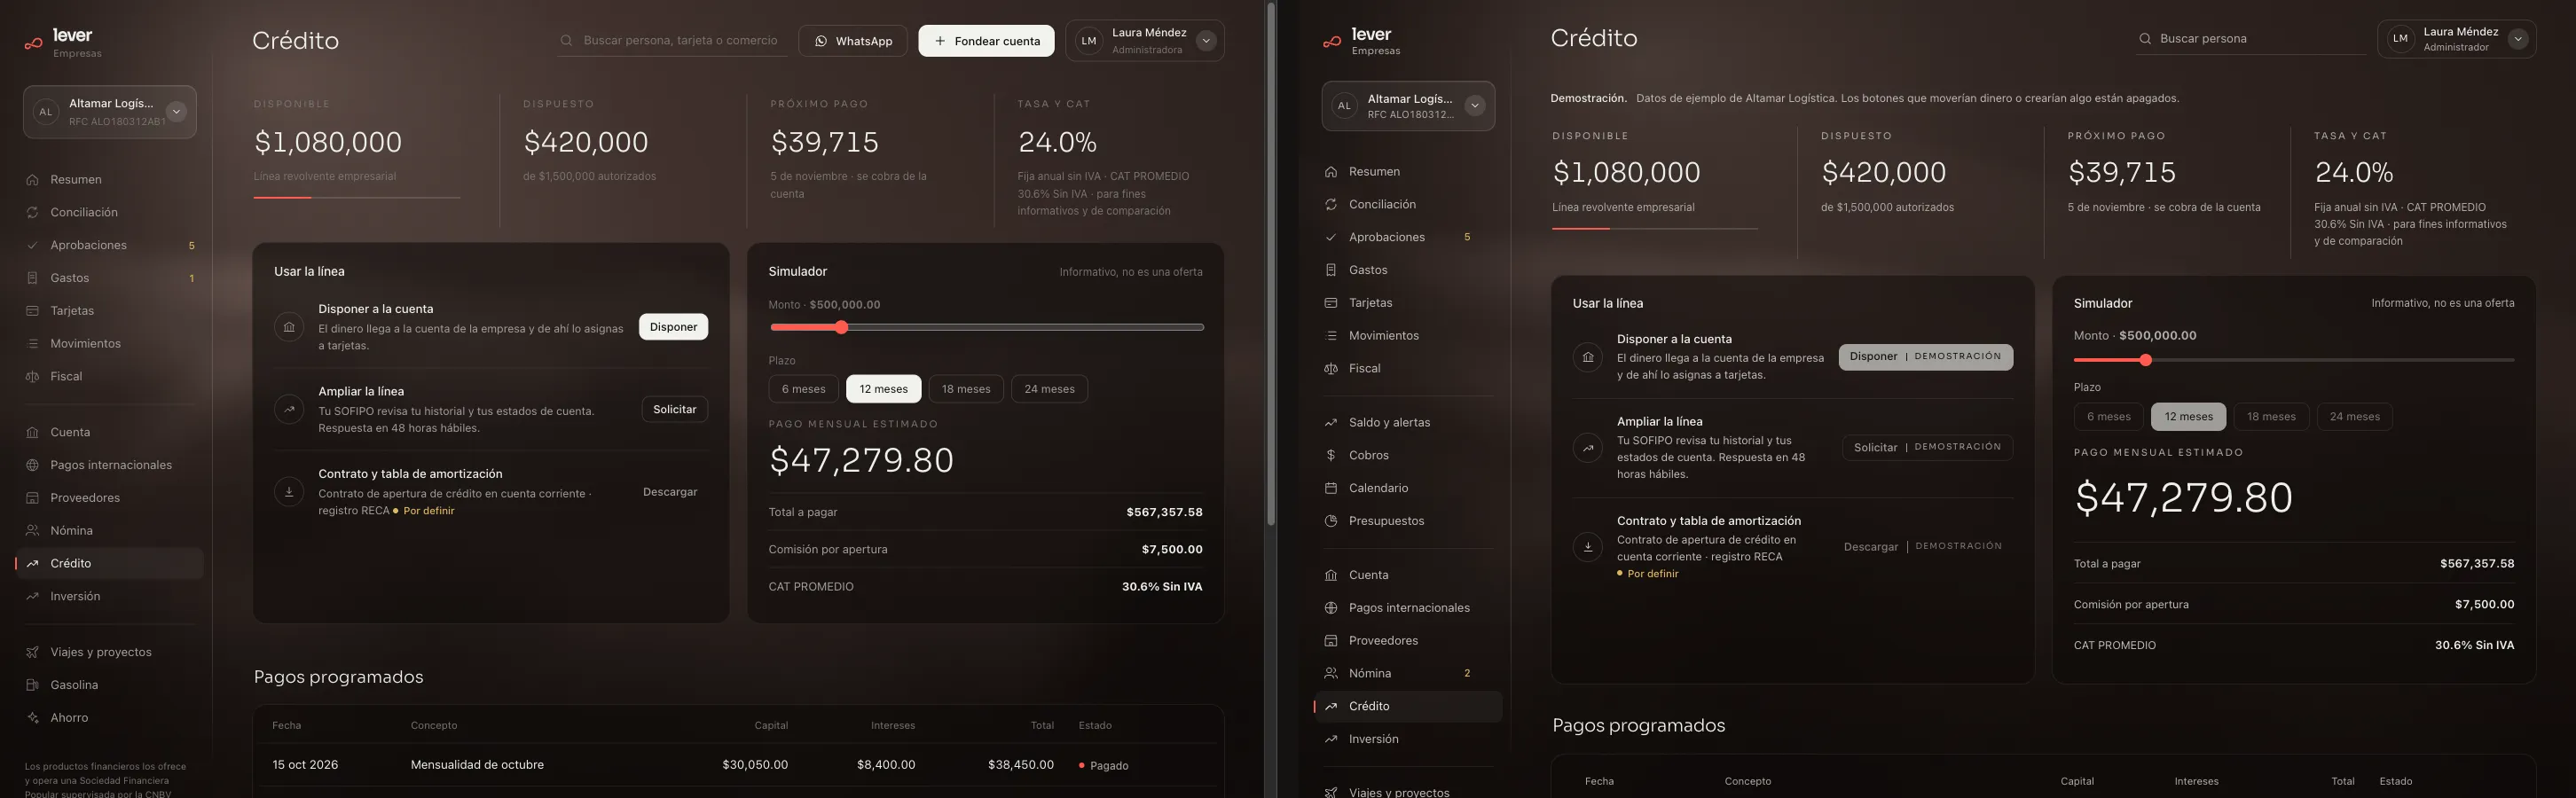 lever
Empresas
Altamar Logís...
AL
RFC ALO180312AB1
Resumen
Conciliación
Aprobaciones 5
Gastos 1
Tarjetas
Movimientos
Fiscal
Cuenta
Pagos internacionales
Proveedores
Nómina
Crédito
Inversión
Viajes y proyectos
Gasolina
Ahorro
Los productos financieros los ofrece
y opera una Sociedad Financiera
Popular supervisada por la CNBV
Crédito
Buscar persona, tarjeta o comercio
WhatsApp
+ Fondear cuenta
LM
Laura Méndez
Administradora
DISPONIBLE
$1,080,000
Línea revolvente empresarial
DISPUESTO
$420,000
de $1,500,000 autorizados
PRÓXIMO PAGO
$39,715
5 de noviembre · se cobra de la
cuenta
TASA Y CAT
24.0%
Fija anual sin IVA · CAT PROMEDIO
30.6% Sin IVA · para fines
informativos y de comparación
Usar la línea
Disponer a la cuenta
El dinero llega a la cuenta de la empresa y de ahí lo asignas
a tarjetas.
Disponer
Ampliar la línea
Tu SOFIPO revisa tu historial y tus estados de cuenta.
Respuesta en 48 horas hábiles.
Solicitar
Contrato y tabla de amortización
Contrato de apertura de crédito en cuenta corriente ·
registro RECA Por definir
Descargar
Simulador
Informativo, no es una oferta
Monto · $500,000.00
Plazo
6 meses 12 meses 18 meses 24 meses
PAGO MENSUAL ESTIMADO
$47,279.80
Total a pagar $567,357.58
Comisión por apertura $7,500.00
CAT PROMEDIO 30.6% Sin IVA
Pagos programados
Fecha Concepto Capital Intereses Total Estado
15 oct 2026 Mensualidad de octubre $30,050.00 $8,400.00 $38,450.00 Pagado
lever
Empresas
AL
Altamar Logís...
RFC ALO180312...
Resumen
Conciliación
Aprobaciones 5
Gastos
Tarjetas
Movimientos
Fiscal
Saldo y alertas
Cobros
Calendario
Presupuestos
Cuenta
Pagos internacionales
Proveedores
Nómina 2
Crédito
Inversión
Viajes y proyectos
Crédito
Buscar persona
LM
Laura Méndez
Administrador
Demostración. Datos de ejemplo de Altamar Logística. Los botones que moverían dinero o crearían algo están apagados.
DISPONIBLE
$1,080,000
Línea revolvente empresarial
DISPUESTO
$420,000
de $1,500,000 autorizados
PRÓXIMO PAGO
$39,715
5 de noviembre · se cobra de la cuenta
TASA Y CAT
24.0%
Fija anual sin IVA · CAT PROMEDIO
30.6% Sin IVA · para fines informativos
y de comparación
Usar la línea
Disponer a la cuenta
El dinero llega a la cuenta de la empresa
y de ahí lo asignas a tarjetas.
Disponer | DEMOSTRACIÓN
Ampliar la línea
Tu SOFIPO revisa tu historial y tus
estados de cuenta. Respuesta en 48
horas hábiles.
Solicitar | DEMOSTRACIÓN
Contrato y tabla de amortización
Contrato de apertura de crédito en
cuenta corriente · registro RECA
Por definir
Descargar | DEMOSTRACIÓN
Simulador
Informativo, no es una oferta
Monto · $500,000.00
Plazo
6 meses 12 meses 18 meses 24 meses
PAGO MENSUAL ESTIMADO
$47,279.80
Total a pagar $567,357.58
Comisión por apertura $7,500.00
CAT PROMEDIO 30.6% Sin IVA
Pagos programados
Fecha Concepto Capital Intereses Total Estado